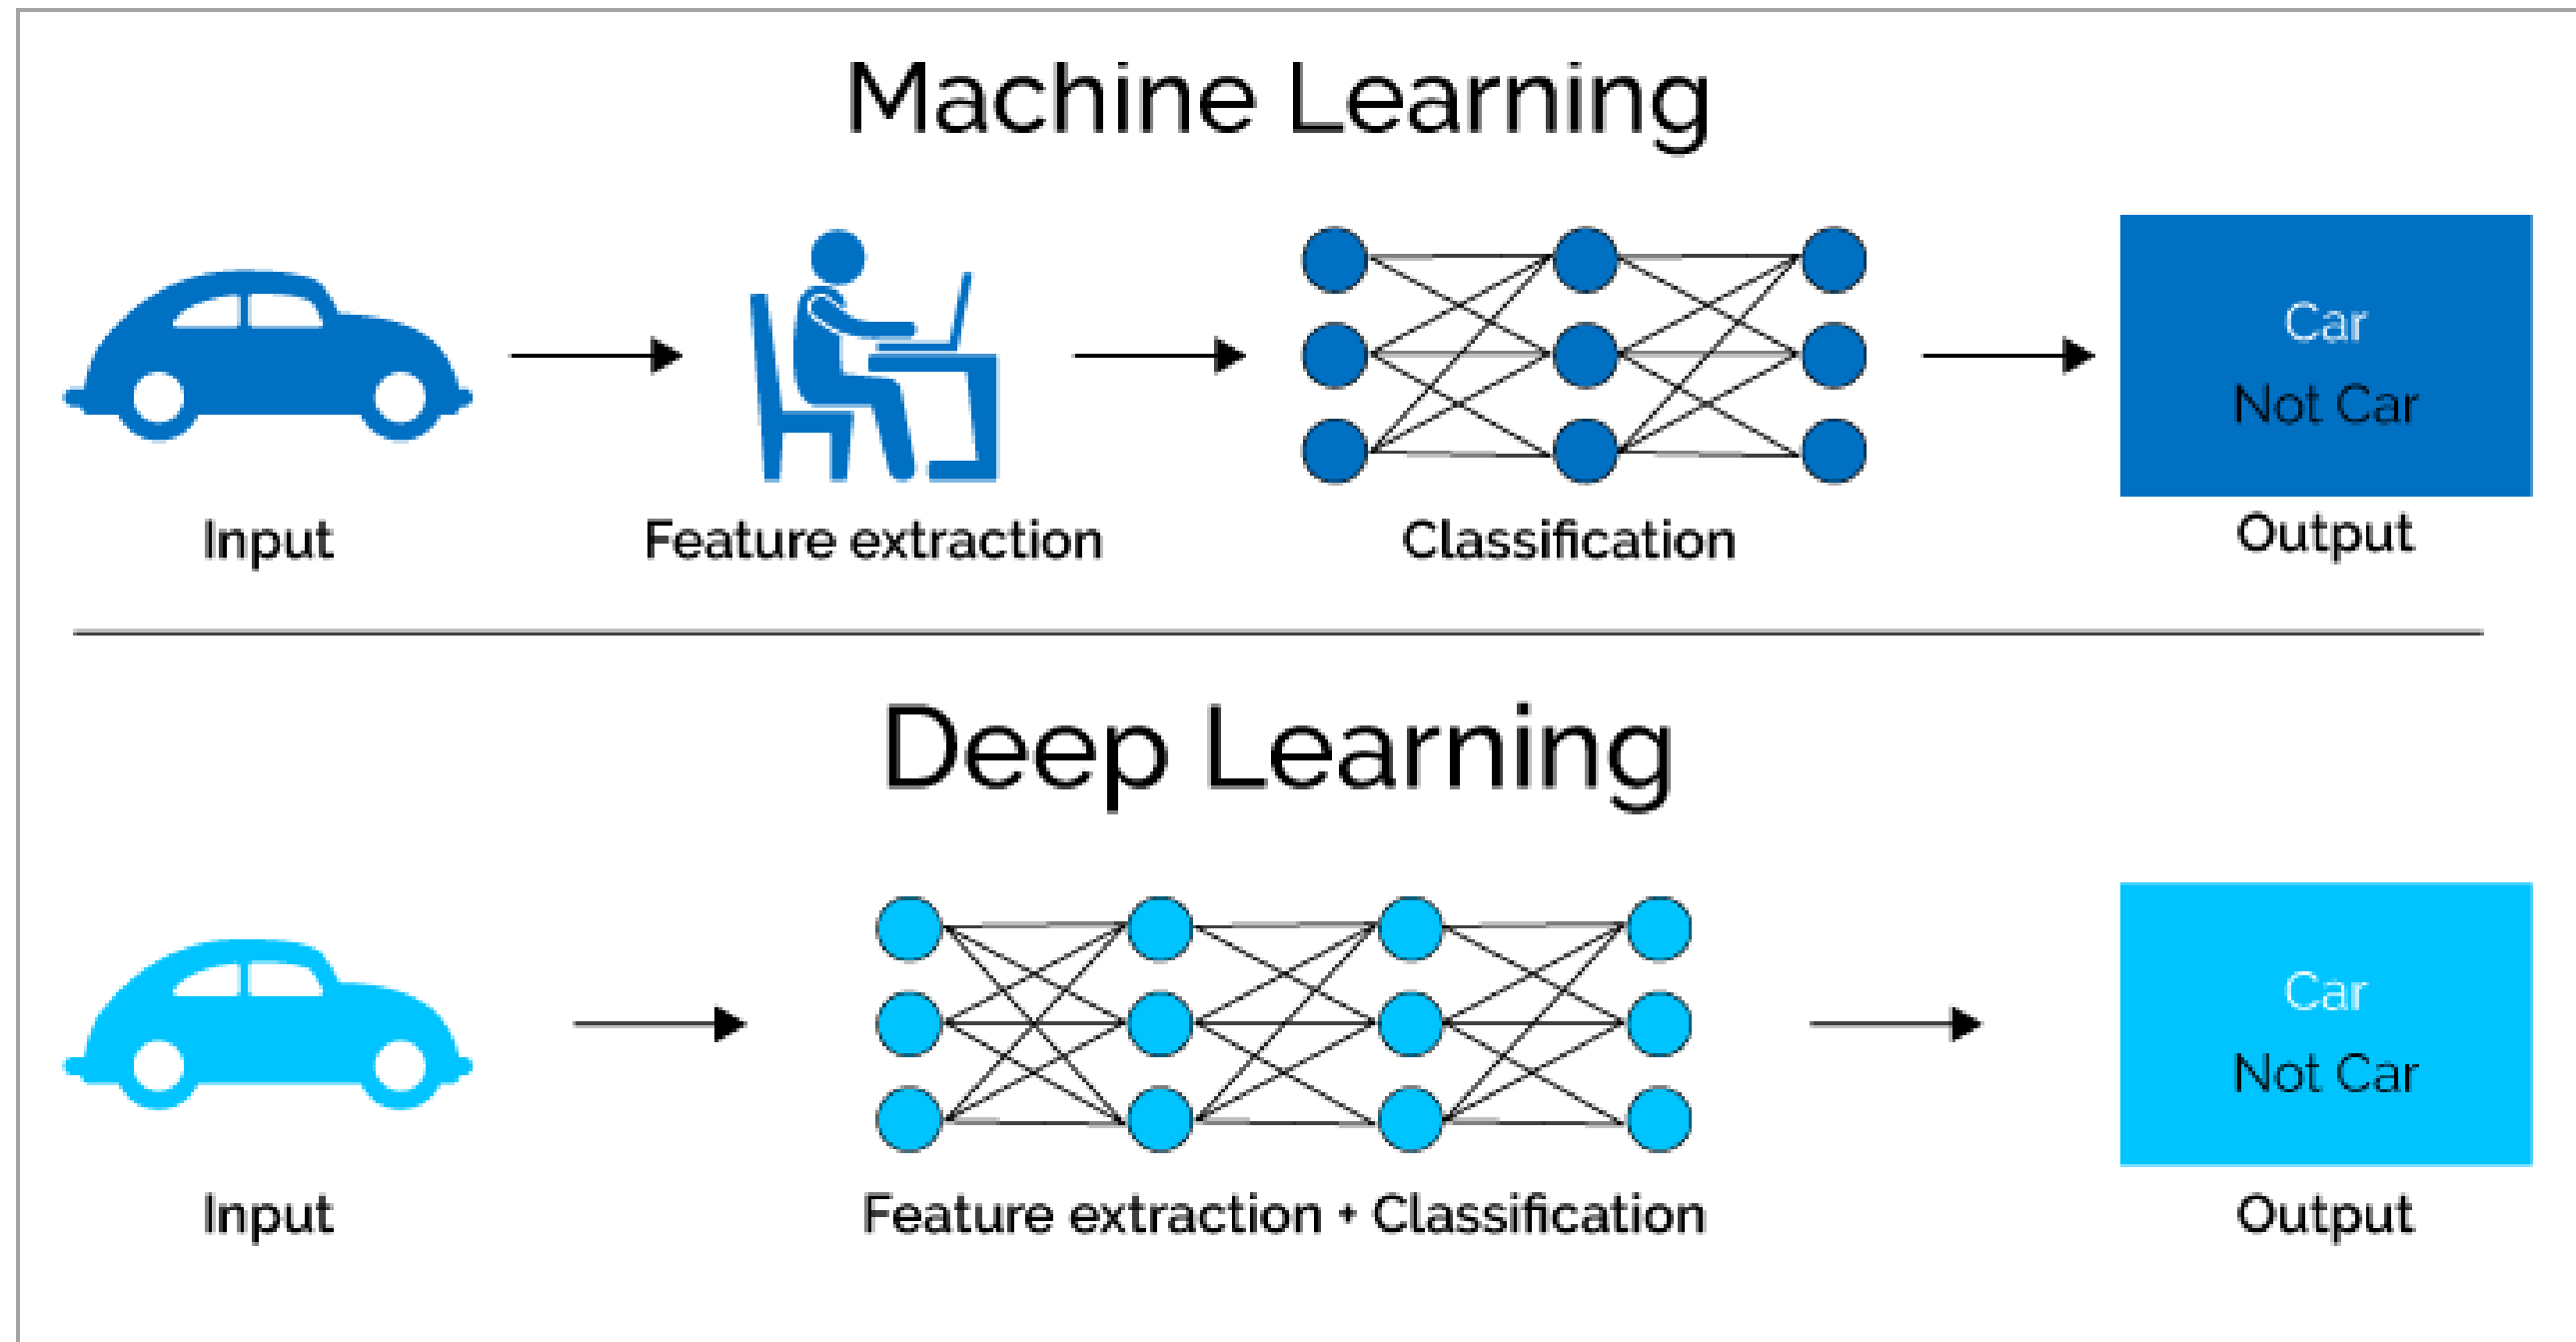 Machine Learning
Car
Not Car
Input
Feature extraction
Classification
Output
Deep Learning
Car
Not Car
Input
Feature extraction + Classification
Output